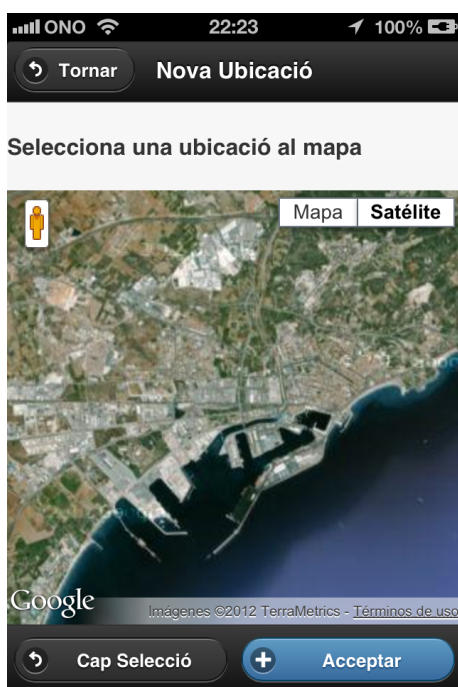 ONO 22:23 100%
Tornar Nova Ubicació
Selecciona una ubicació al mapa
Mapa Satélite
Google Imágenes ©2012 TerraMetrics - Términos de uso
Cap Selecció Acceptar